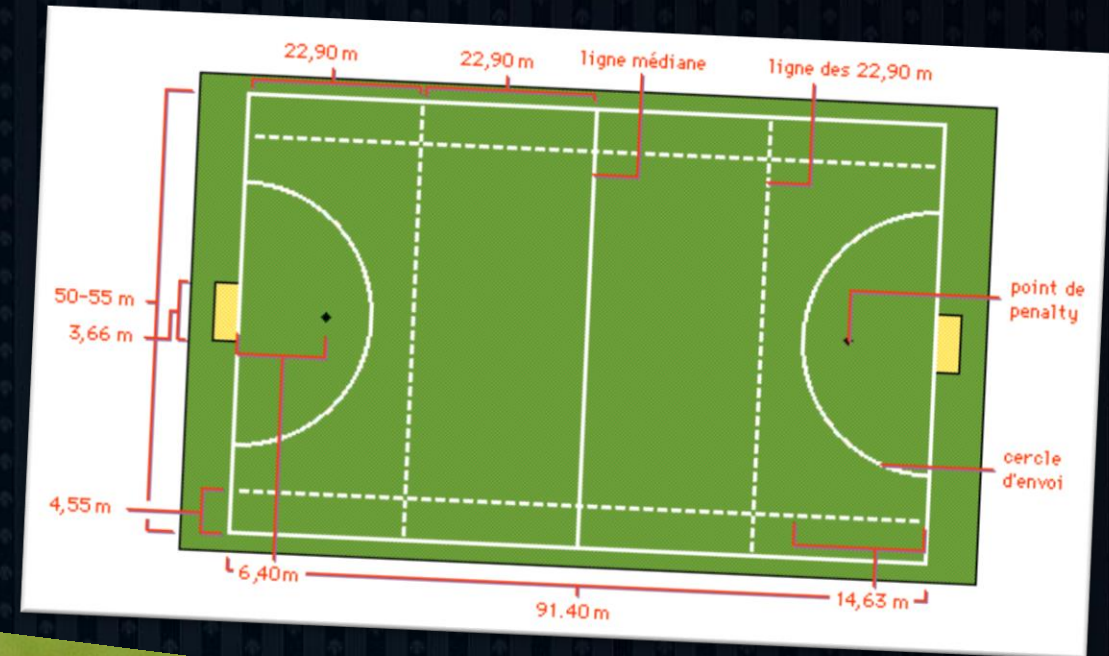 22,90 m
22,90 m
ligne médiane
ligne des 22,90 m
50-55 m
3,66 m
point de
penalty
cercle
d'envoi
4,55 m
6,40 m
14,63 m
91.40 m